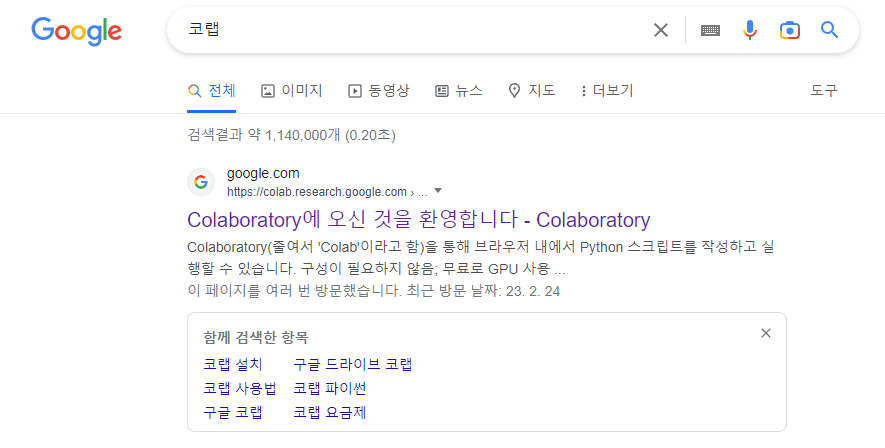 Google
코랩
전체 이미지 동영상 뉴스 지도 더보기 도구
검색결과 약 1,140,000개 (0.20초)
google.com
https://colab.research.google.com › ...
Colaboratory에 오신 것을 환영합니다 - Colaboratory
Colaboratory(줄여서 'Colab'이라고 함)을 통해 브라우저 내에서 Python 스크립트를 작성하고 실
행할 수 있습니다. 구성이 필요하지 않음; 무료로 GPU 사용 ...
이 페이지를 여러 번 방문했습니다. 최근 방문 날짜: 23. 2. 24
함께 검색한 항목
코랩 설치 구글 드라이브 코랩
코랩 사용법 코랩 파이썬
구글 코랩 코랩 요금제